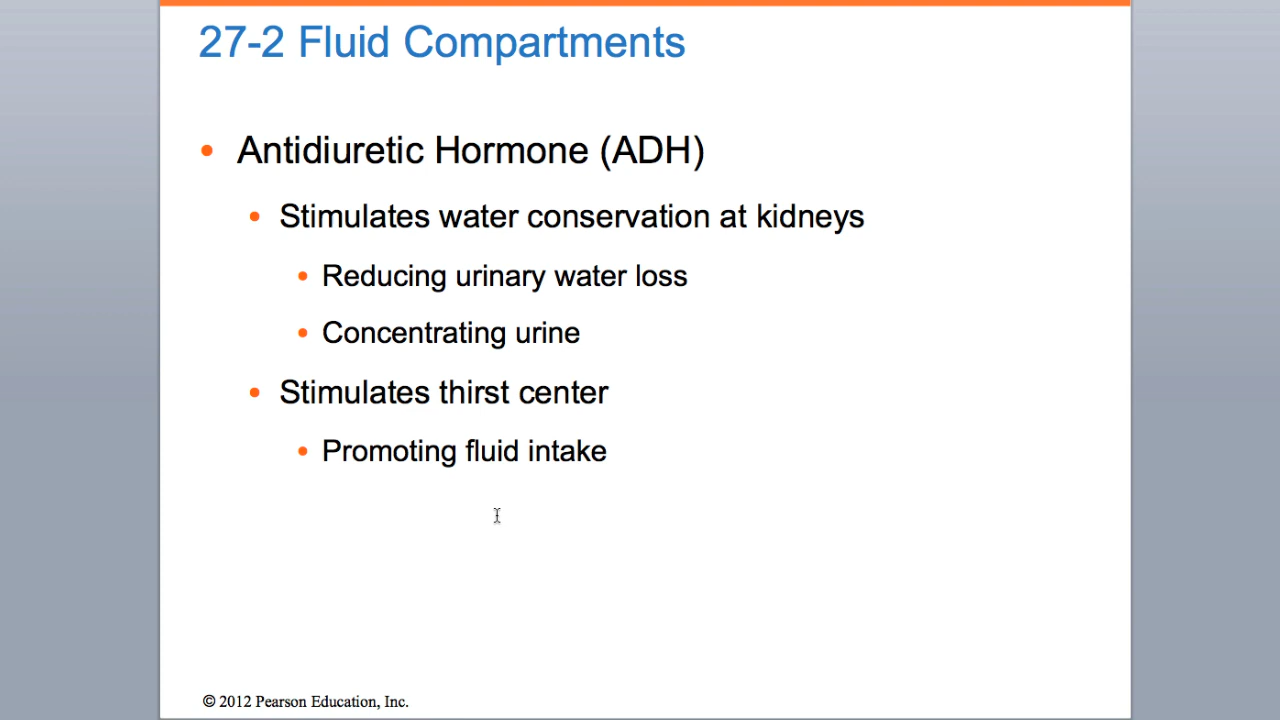 27-2 Fluid Compartments
• Antidiuretic Hormone (ADH)
• Stimulates water conservation at kidneys
• Reducing urinary water loss
• Concentrating urine
• Stimulates thirst center
• Promoting fluid intake
© 2012 Pearson Education, Inc.